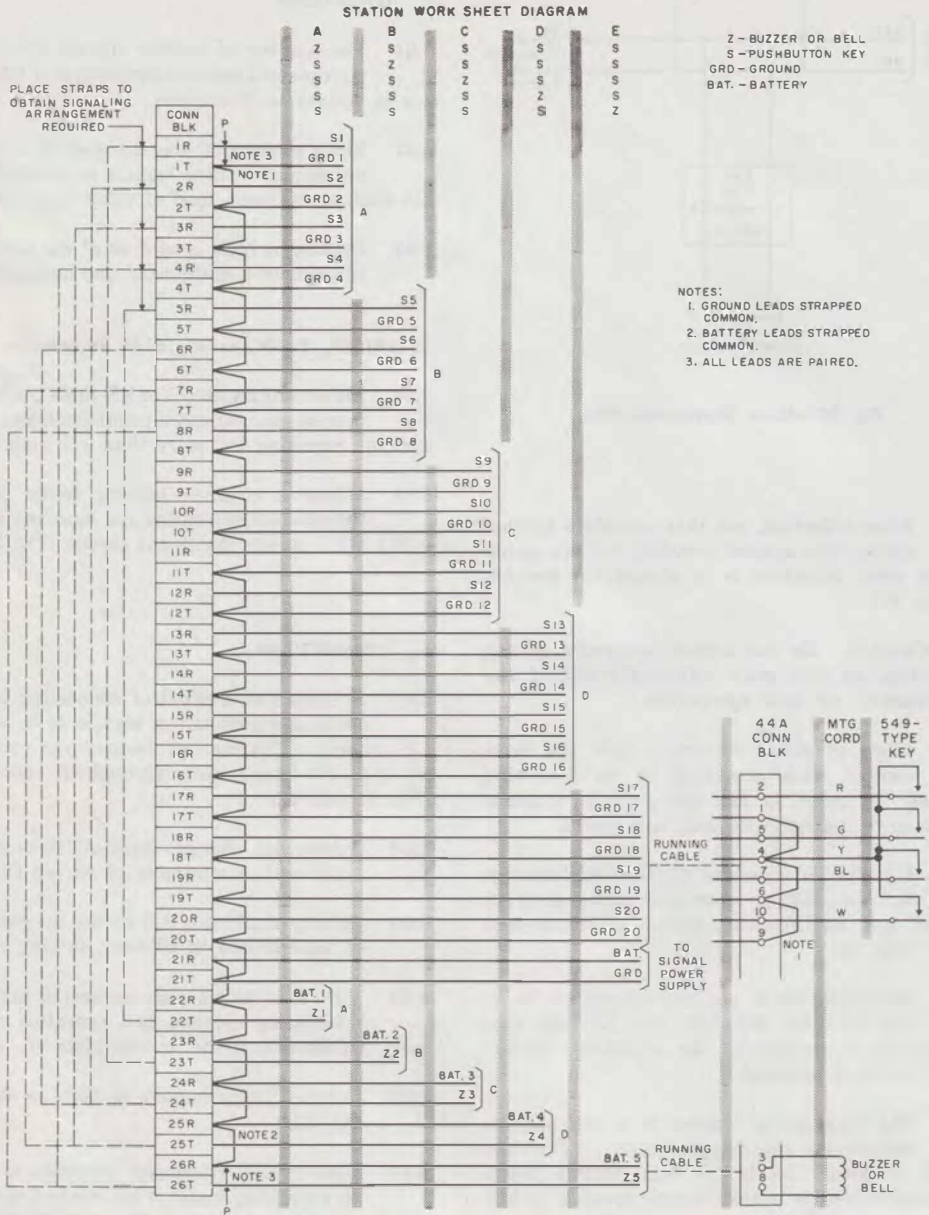 STATION WORK SHEET DIAGRAM
A B C D E
Z S S S S
S Z S S S
S S Z S S
S S S Z S
S S S S Z
Z - BUZZER OR BELL
S - PUSHBUTTON KEY
GRD - GROUND
BAT. - BATTERY
PLACE STRAPS TO
OBTAIN SIGNALING
ARRANGEMENT
REQUIRED
CONN
BLK
P
1R S1
NOTE 3
1T GRD 1
NOTE 1
2R S2
2T GRD 2
A
3R S3
3T GRD 3
4R S4
4T GRD 4
5R S5
5T GRD 5
6R S6
6T GRD 6
B
7R S7
7T GRD 7
8R S8
8T GRD 8
9R S9
9T GRD 9
10R S10
10T GRD 10
C
11R S11
11T GRD 11
12R S12
12T GRD 12
13R S13
13T GRD 13
14R S14
14T GRD 14
D
15R S15
15T GRD 15
16R S16
16T GRD 16
17R S17
17T GRD 17
18R S18
18T GRD 18
19R S19
19T GRD 19
20R S20
20T GRD 20
21R BAT.
21T GRD
22R BAT. 1
22T Z1
A
23R BAT. 2
23T Z2
B
24R BAT. 3
24T Z3
C
25R BAT. 4
NOTE 2
25T Z4
D
26R BAT. 5
NOTE 3
26T Z5
P
NOTES:
1. GROUND LEADS STRAPPED
COMMON.
2. BATTERY LEADS STRAPPED
COMMON.
3. ALL LEADS ARE PAIRED.
RUNNING
CABLE
TO
SIGNAL
POWER
SUPPLY
44A
CONN
BLK
MTG
CORD
549-
TYPE
KEY
2 R
1
5 G
4 Y
7 BL
6
10 W
9
NOTE
1
RUNNING
CABLE
3
8
BUZZER
OR
BELL